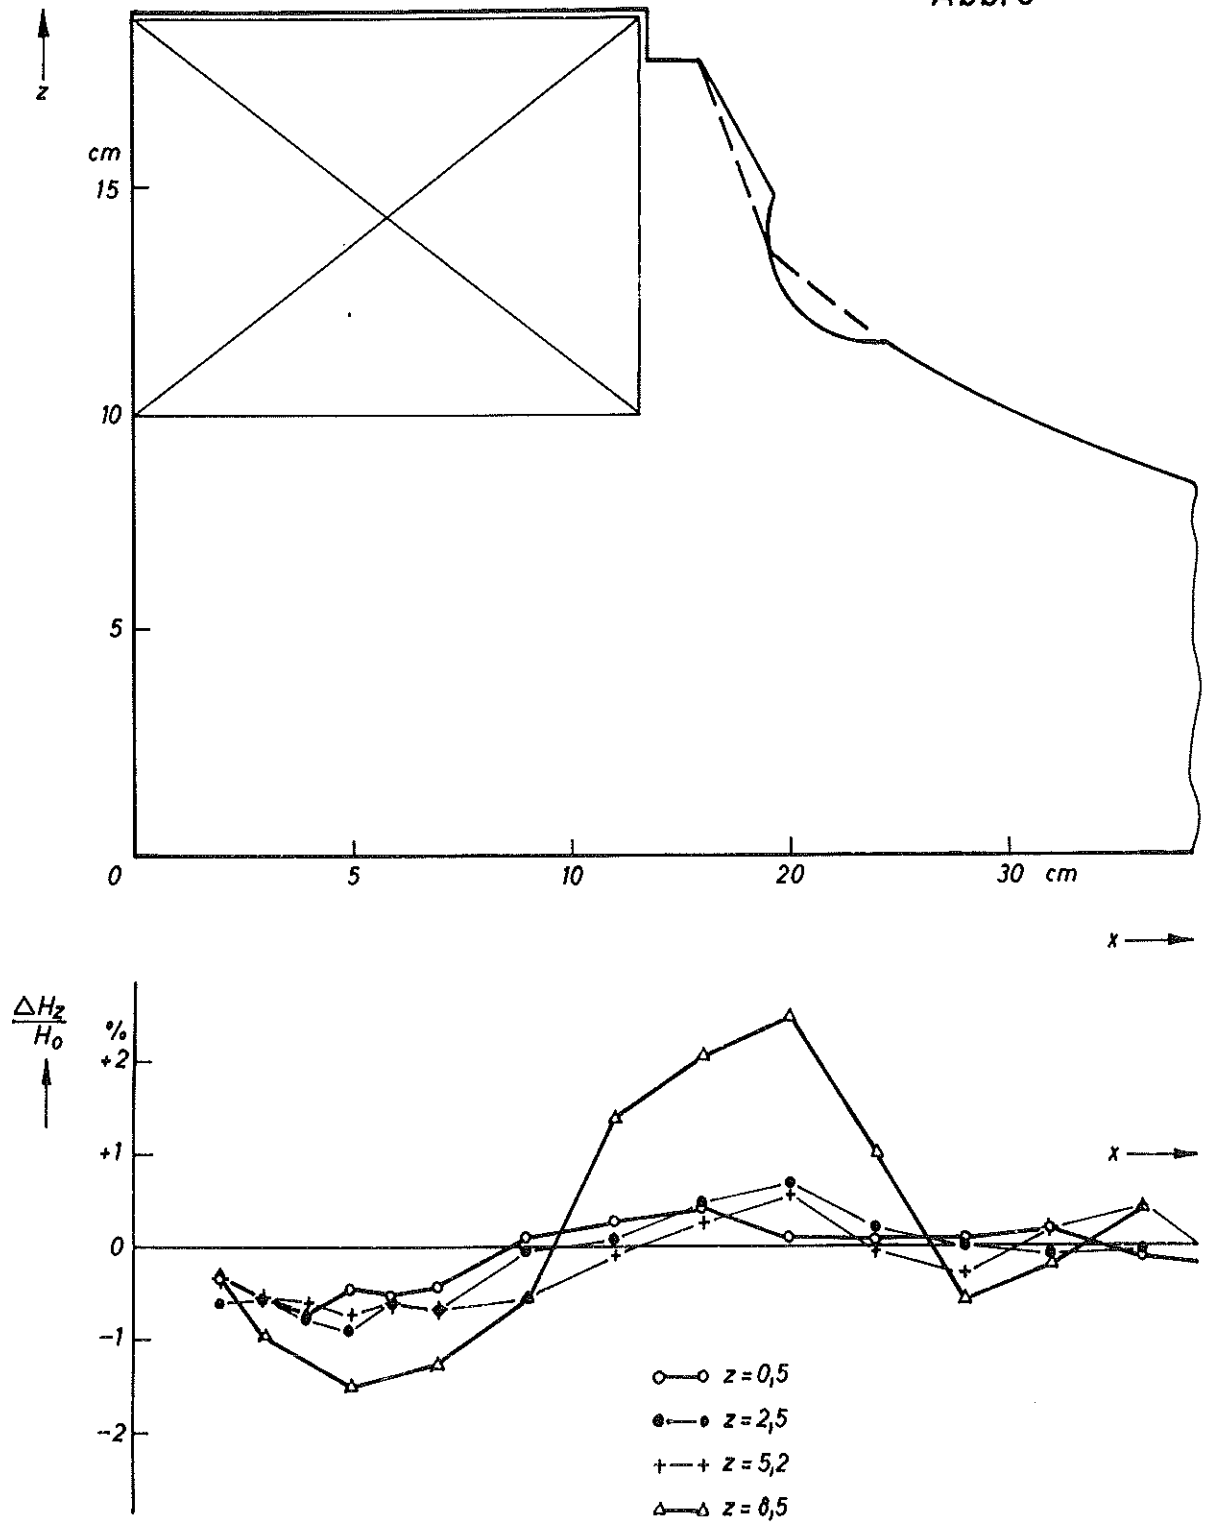 z
cm
15
10
5
0 5 10 20 30 cm
x
ΔHz
H₀
%
+2
+1
x
0
-1
-2
z = 0,5
z = 2,5
z = 5,2
z = 8,5